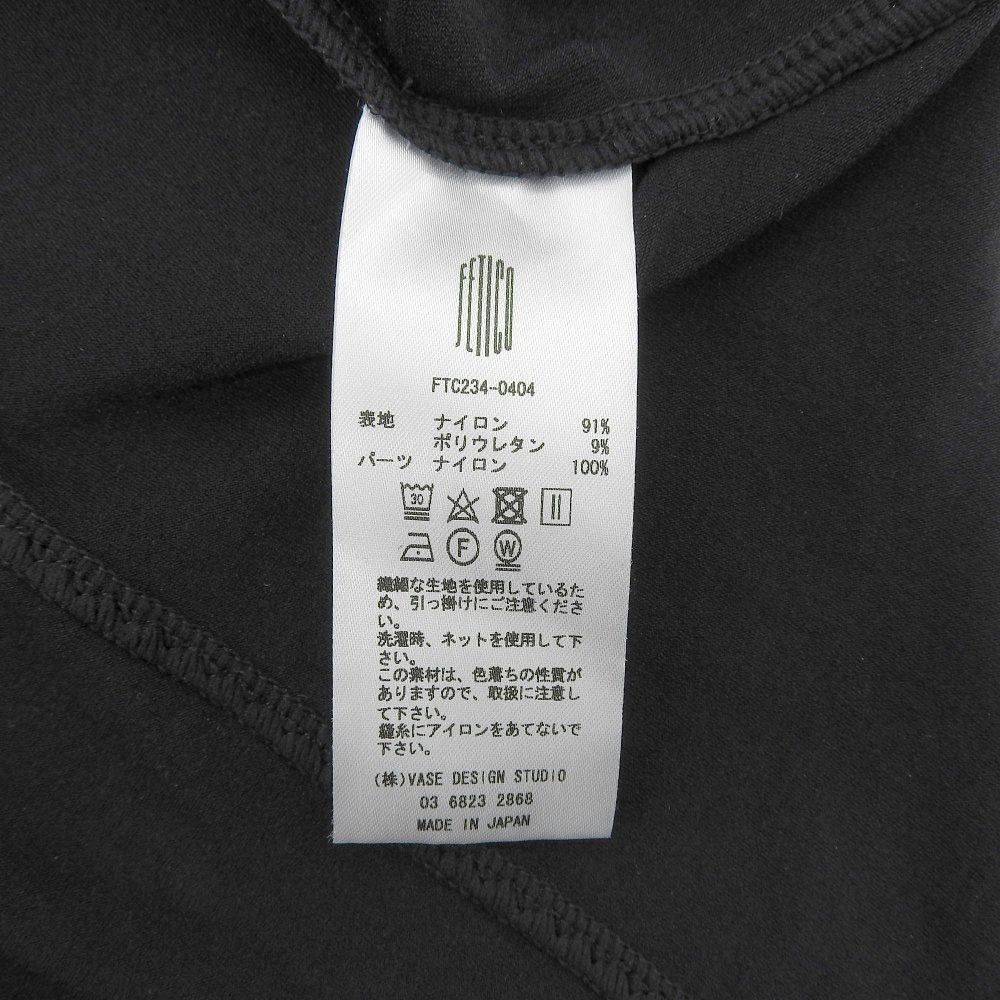 FETICO
FTC234-0404
表地 ナイロン 91%
ポリウレタン 9%
パーツ ナイロン 100%
30
F W
繊細な生地を使用しているた
め、引っ掛けにご注意くださ
い。
洗濯時、ネットを使用して下
さい。
この素材は、色落ちの性質が
ありますので、取扱に注意し
て下さい。
縫糸にアイロンをあてないで
下さい。
(株)VASE DESIGN STUDIO
03 6823 2868
MADE IN JAPAN